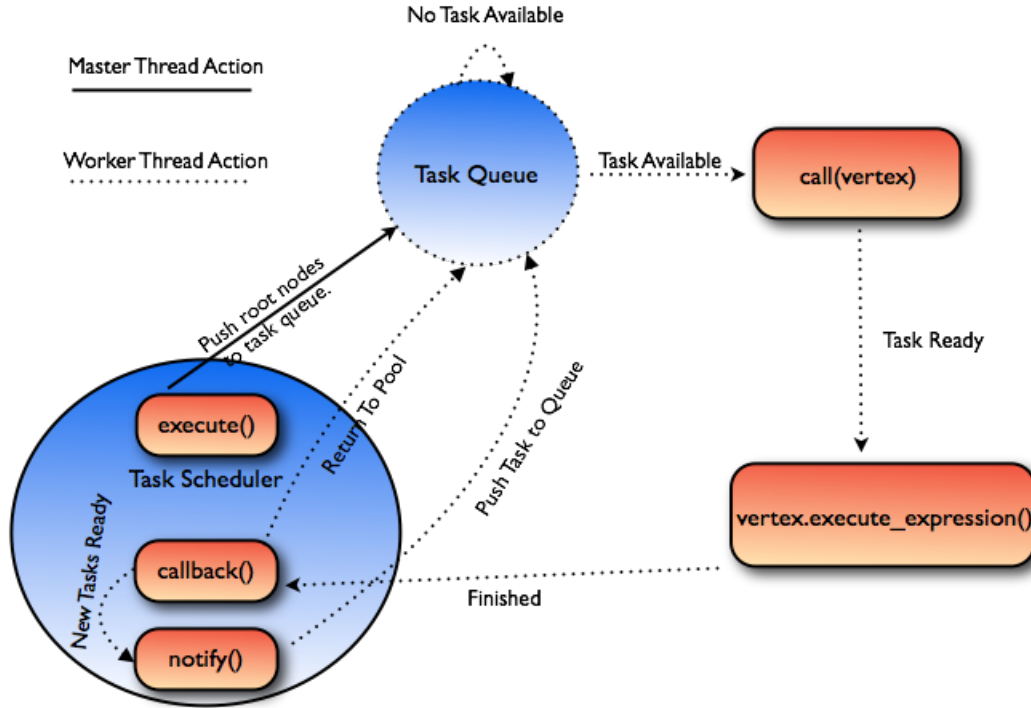 No Task Available
Master Thread Action
Worker Thread Action
Task Queue
Task Available
call(vertex)
Push root nodes
to task queue.
Task Ready
execute()
Return To Pool
Push Task to Queue
Task Scheduler
vertex.execute_expression()
New Tasks Ready
callback()
Finished
notify()